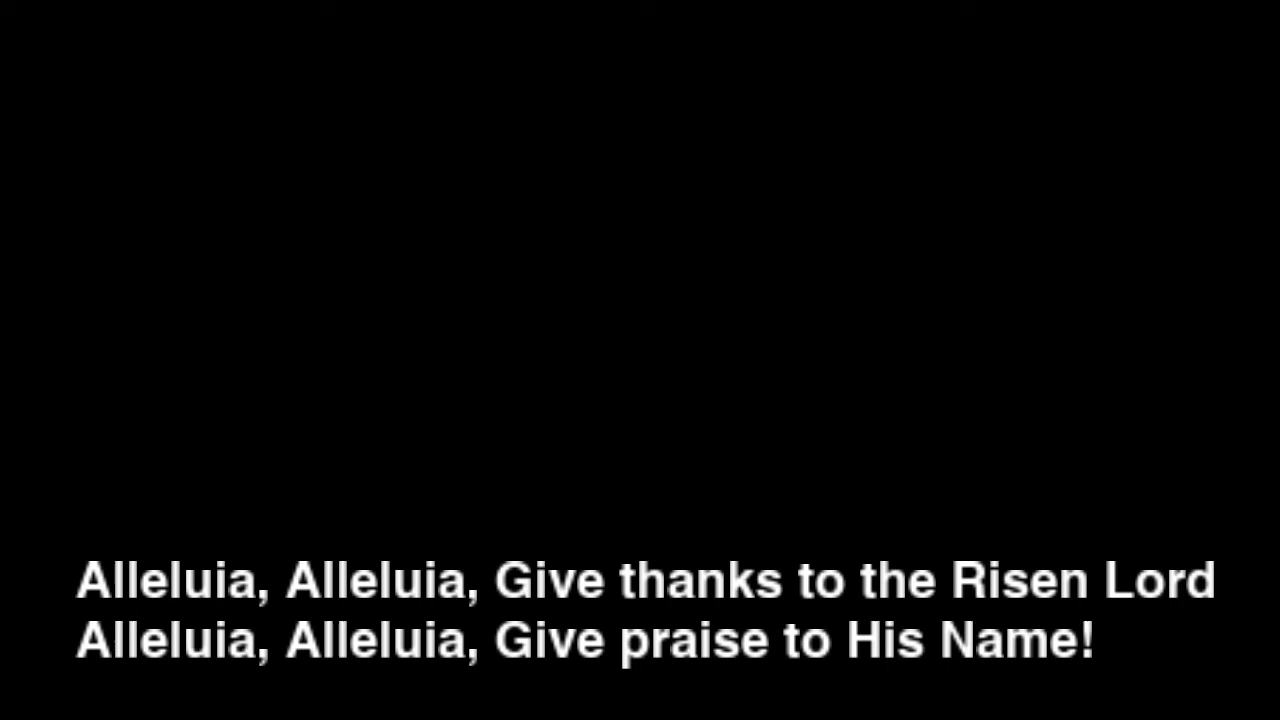 Alleluia, Alleluia, Give thanks to the Risen Lord
Alleluia, Alleluia, Give praise to His Name!